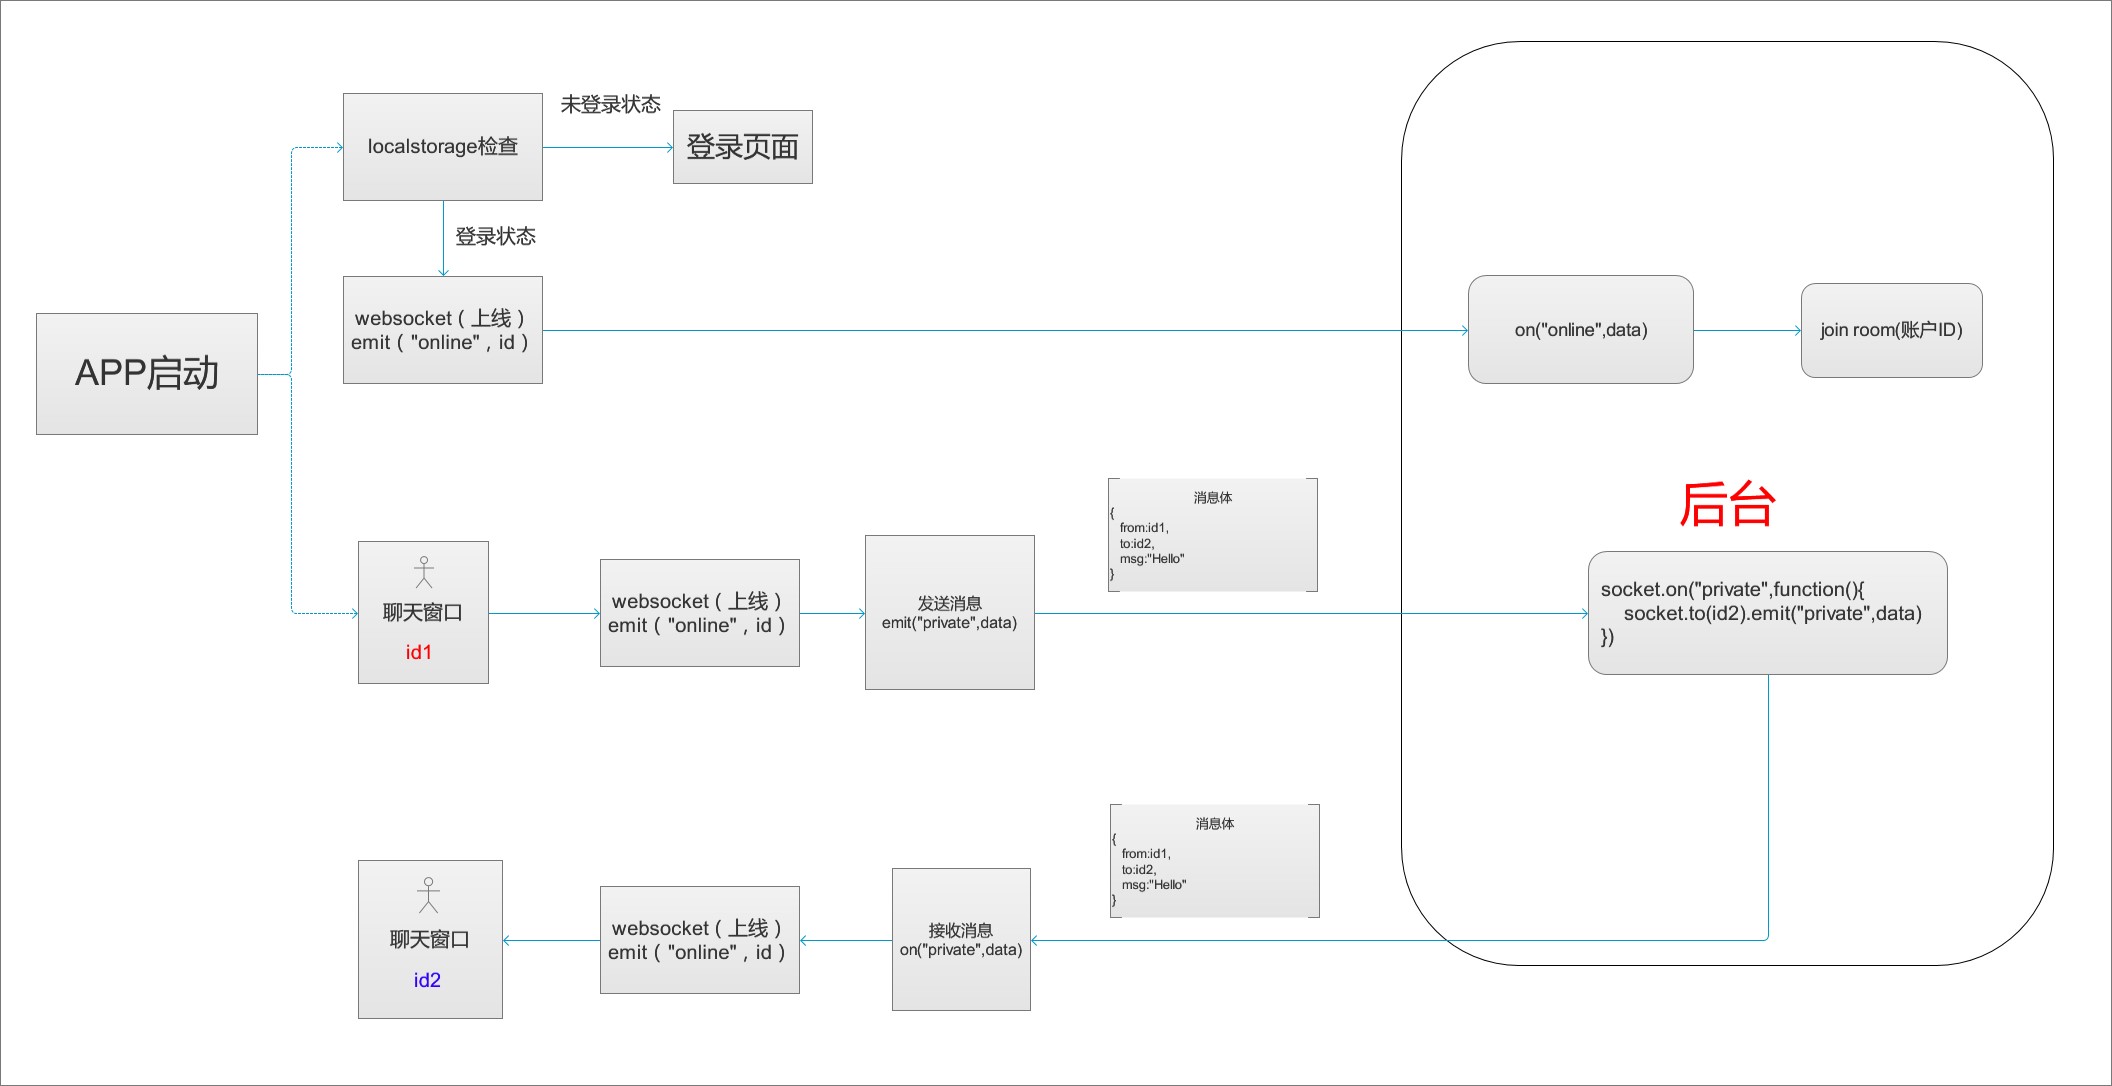 未登录状态
localstorage检查
登录页面
登录状态
websocket（上线）
emit（"online"，id）
on("online",data)
join room(账户ID)
APP启动
后台
消息体
{
from:id1,
to:id2,
msg:"Hello"
}
聊天窗口
id1
websocket（上线）
emit（"online"，id）
发送消息
emit("private",data)
socket.on("private",function(){
socket.to(id2).emit("private",data)
})
消息体
{
from:id1,
to:id2,
msg:"Hello"
}
聊天窗口
id2
websocket（上线）
emit（"online"，id）
接收消息
on("private",data)